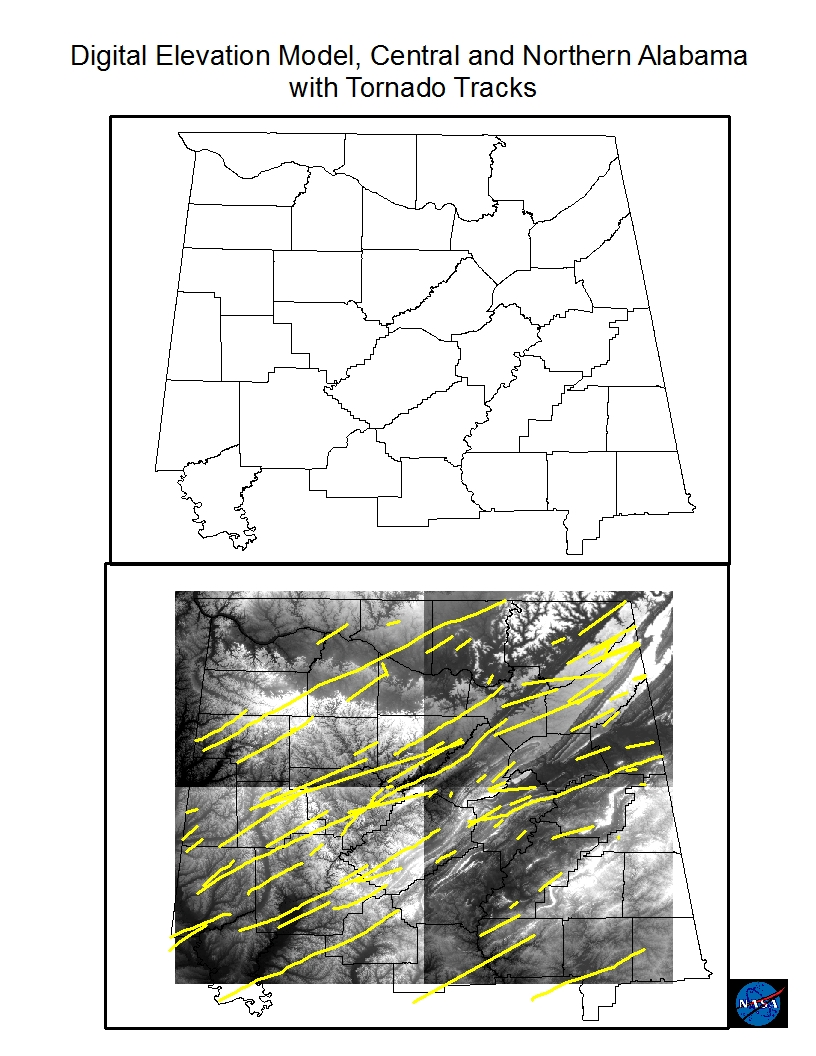 Digital Elevation Model, Central and Northern Alabama
with Tornado Tracks
NASA